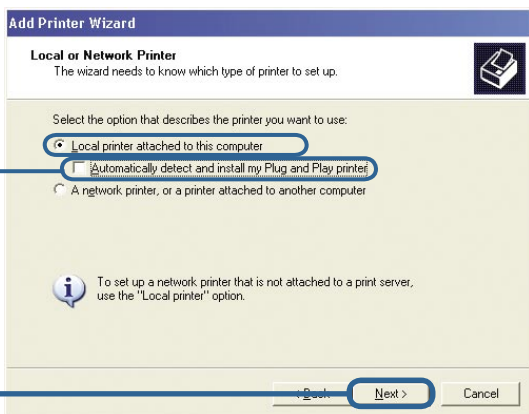 Add Printer Wizard
Local or Network Printer
The wizard needs to know which type of printer to set up.
Select the option that describes the printer you want to use:
Local printer attached to this computer
Automatically detect and install my Plug and Play printer
A network printer, or a printer attached to another computer
To set up a network printer that is not attached to a print server,
use the "Local printer" option.
< Back Next > Cancel